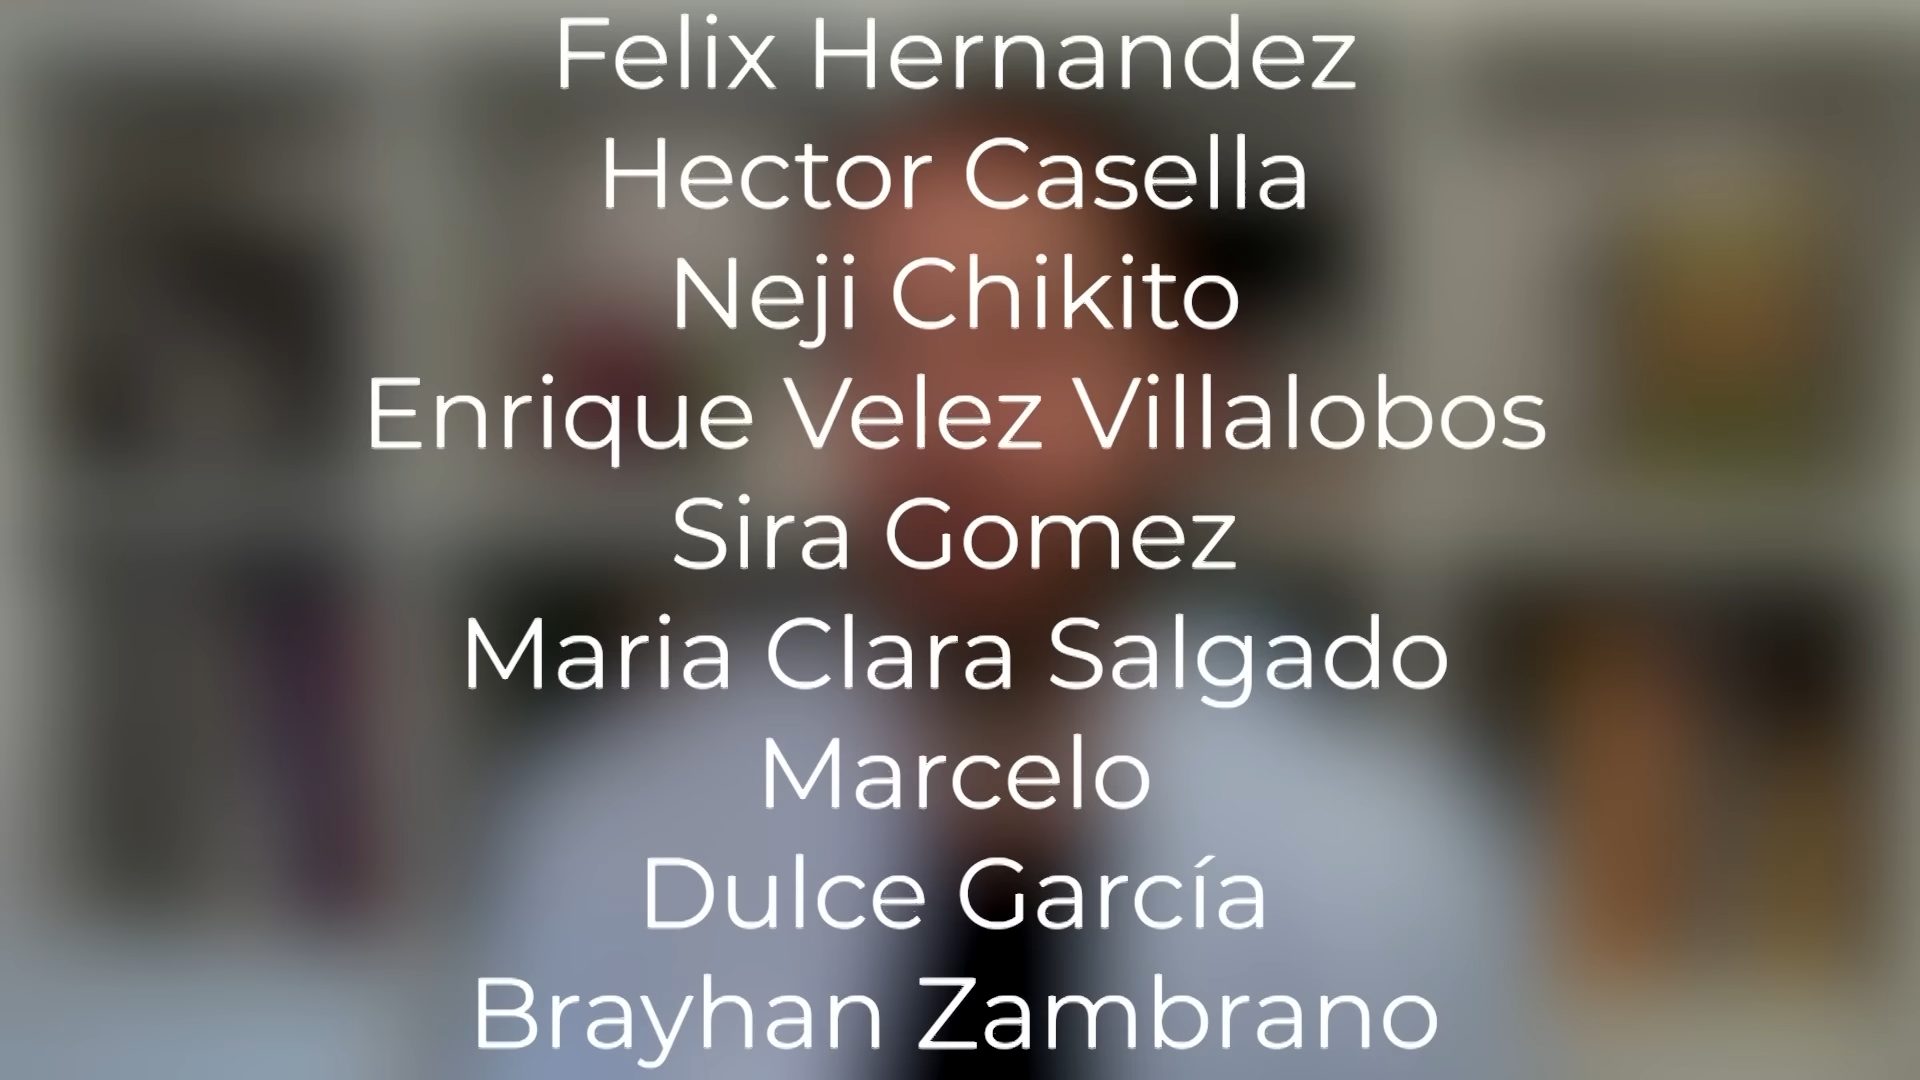 Felix Hernandez
Hector Casella
Neji Chikito
Enrique Velez Villalobos
Sira Gomez
Maria Clara Salgado
Marcelo
Dulce García
Brayhan Zambrano